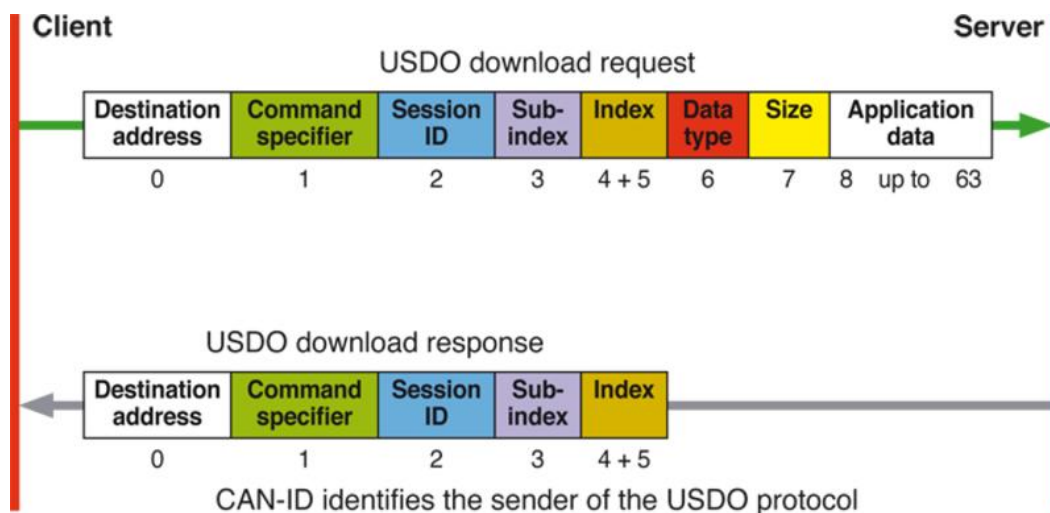 Client Server
USDO download request
Destination address Command specifier Session ID Sub-index Index Data type Size Application data
0 1 2 3 4 + 5 6 7 8 up to 63
USDO download response
Destination address Command specifier Session ID Sub-index Index
0 1 2 3 4 + 5
CAN-ID identifies the sender of the USDO protocol